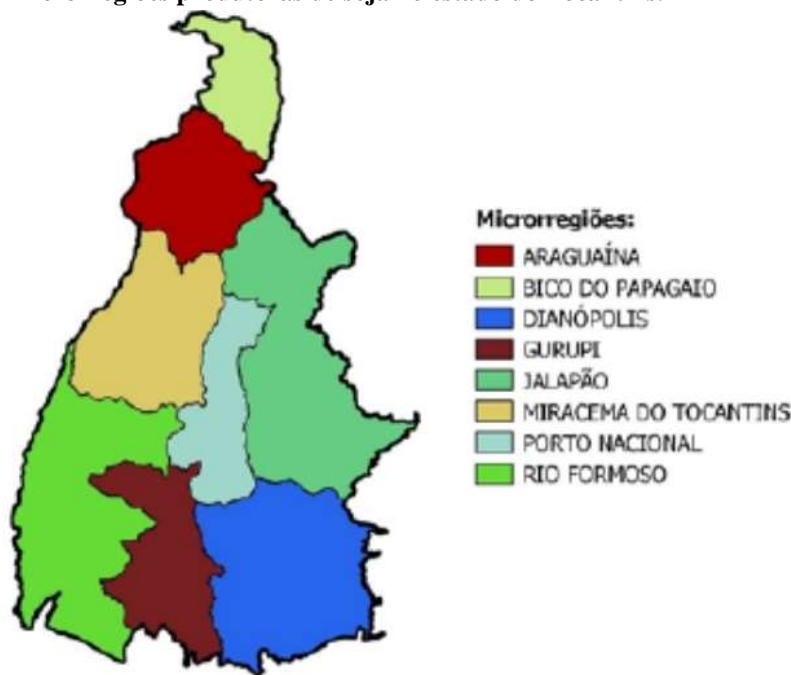 Microrregiões:
ARAGUAÍNA
BICO DO PAPAGAIO
DIANÓPOLIS
GURUPI
JALAPÃO
MIRACEMA DO TOCANTINS
PORTO NACIONAL
RIO FORMOSO